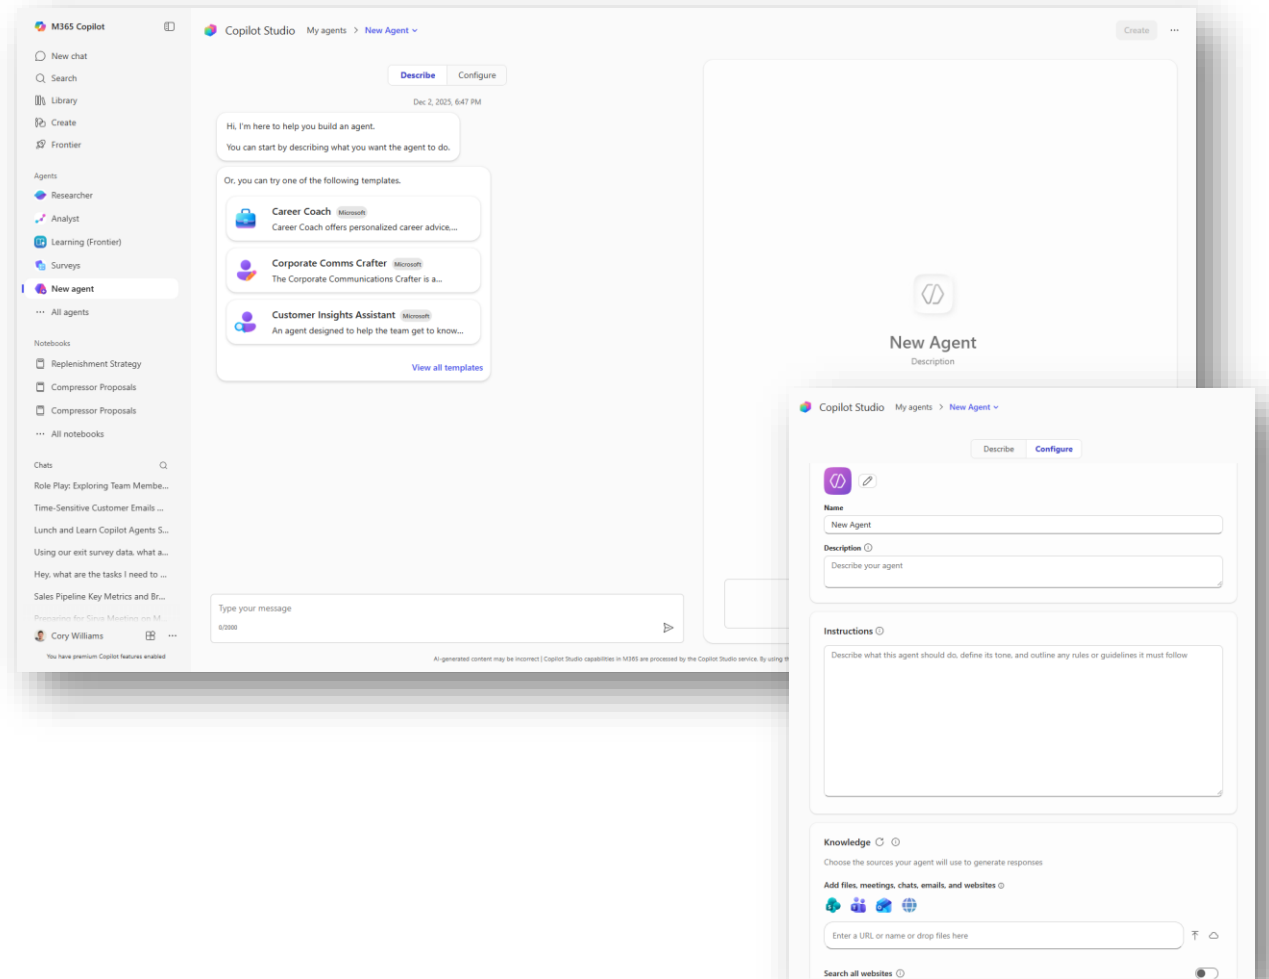 M365 Copilot
New chat
Search
Library
Create
Frontier
Agents
Researcher
Analyst
Learning (Frontier)
Surveys
New agent
All agents
Notebooks
Replenishment Strategy
Compressor Proposals
Compressor Proposals
All notebooks
Chats
Role Play: Exploring Team Membe...
Time-Sensitive Customer Emails ...
Lunch and Learn Copilot Agents S...
Using our exit survey data, what a...
Hey, what are the tasks I need to ...
Sales Pipeline Key Metrics and Br...
Cory Williams
You have premium Copilot features enabled
Copilot Studio My agents > New Agent
Create
Describe Configure
Dec 2, 2025, 6:47 PM
Hi, I'm here to help you build an agent.
You can start by describing what you want the agent to do.
Or, you can try one of the following templates.
Career Coach Microsoft
Career Coach offers personalized career advice,...
Corporate Comms Crafter Microsoft
The Corporate Communications Crafter is a...
Customer Insights Assistant Microsoft
An agent designed to help the team get to know...
View all templates
Type your message
0/2000
AI-generated content may be incorrect | Copilot Studio capabilities in M365 are processed by the Copilot Studio service. By using
New Agent
Description
Copilot Studio My agents > New Agent
Describe Configure
Name
New Agent
Description
Describe your agent
Instructions
Describe what this agent should do, define its tone, and outline any rules or guidelines it must follow
Knowledge
Choose the sources your agent will use to generate responses
Add files, meetings, chats, emails, and websites
Enter a URL or name or drop files here
Search all websites